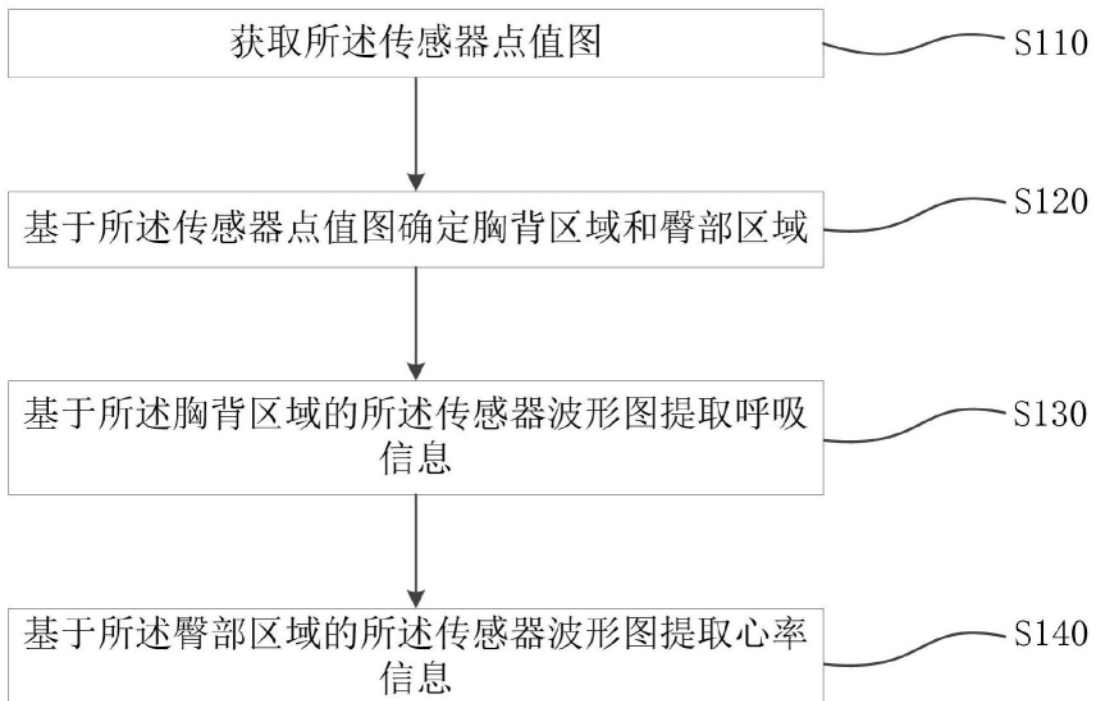 获取所述传感器点值图
S110
基于所述传感器点值图确定胸背区域和臀部区域
S120
基于所述胸背区域的所述传感器波形图提取呼吸
信息
S130
基于所述臀部区域的所述传感器波形图提取心率
信息
S140